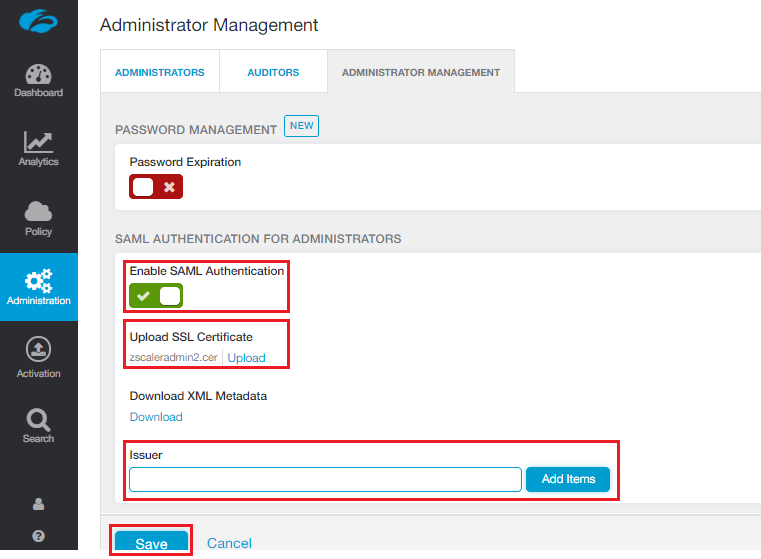 Administrator Management
ADMINISTRATORS
AUDITORS
ADMINISTRATOR MANAGEMENT
Dashboard
Analytics
Policy
Administration
Activation
Search
PASSWORD MANAGEMENT NEW
Password Expiration
SAML AUTHENTICATION FOR ADMINISTRATORS
Enable SAML Authentication
Upload SSL Certificate
zscaleradmin2.cer Upload
Download XML Metadata
Download
Issuer
Add Items
Save Cancel